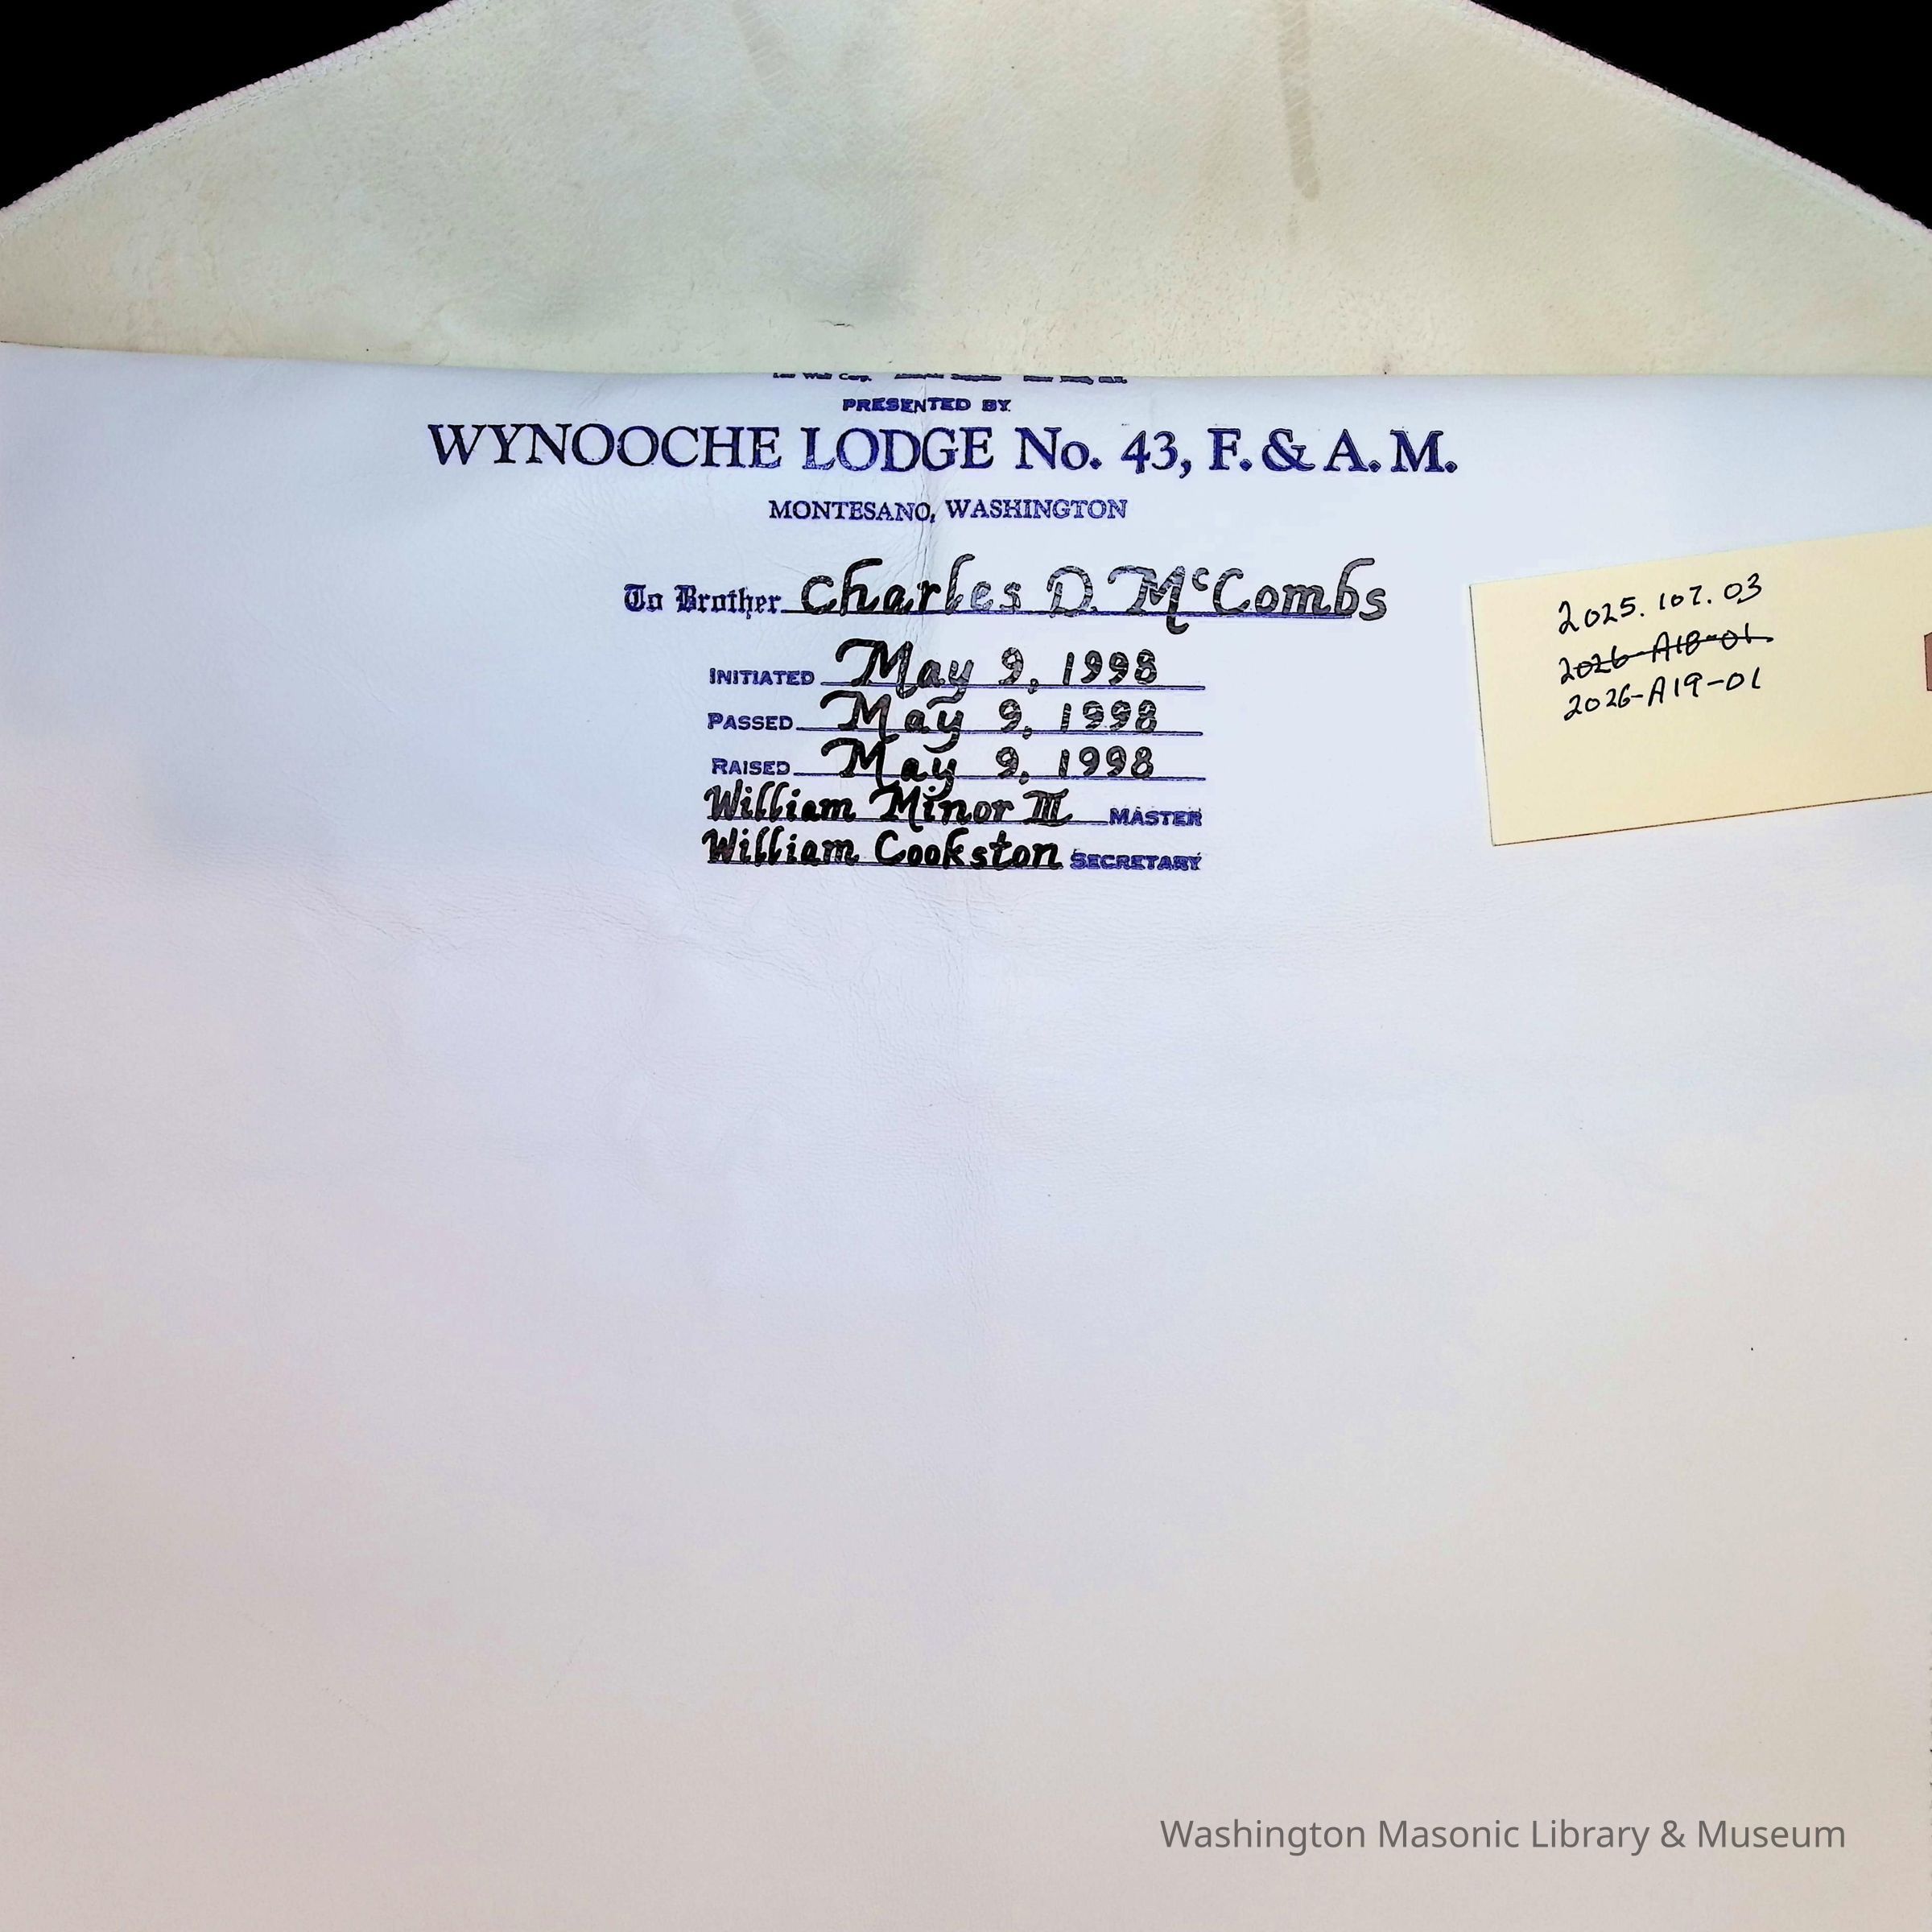 PRESENTED BY
WYNOOCHE LODGE No. 43, F. & A. M.
MONTESANO, WASHINGTON
To Brother Charles D. McCombs
INITIATED May 9, 1998
PASSED May 9, 1998
RAISED May 9, 1998
William Minor III MASTER
William Cookston SECRETARY
2025.107.03
2026-A18-01
2026-A19-01
Washington Masonic Library & Museum